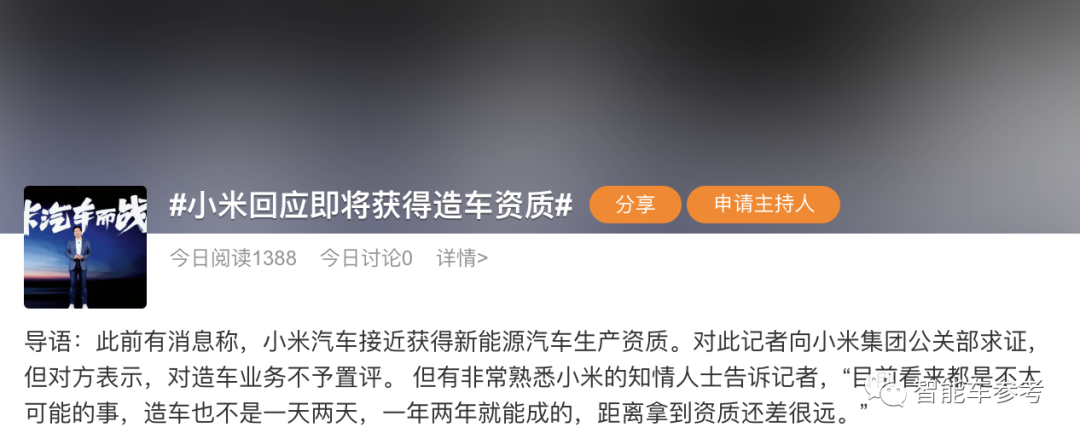 #小米回应即将获得造车资质#
分享
申请主持人
汽车而战
今日阅读1388 今日讨论0 详情>
导语：此前有消息称，小米汽车接近获得新能源汽车生产资质。对此记者向小米集团公关部求证，
但对方表示，对造车业务不予置评。 但有非常熟悉小米的知情人士告诉记者，“目前看来都是不太
可能的事，造车也不是一天两天，一年两年就能成的，距离拿到资质还差很远。”
智能车参考